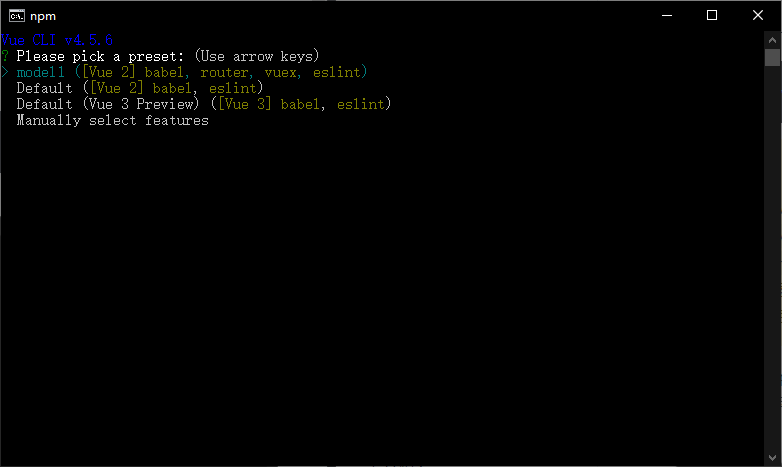 npm
Vue CLI v4.5.6
? Please pick a preset: (Use arrow keys)
> model1 ([Vue 2] babel, router, vuex, eslint)
Default ([Vue 2] babel, eslint)
Default (Vue 3 Preview) ([Vue 3] babel, eslint)
Manually select features